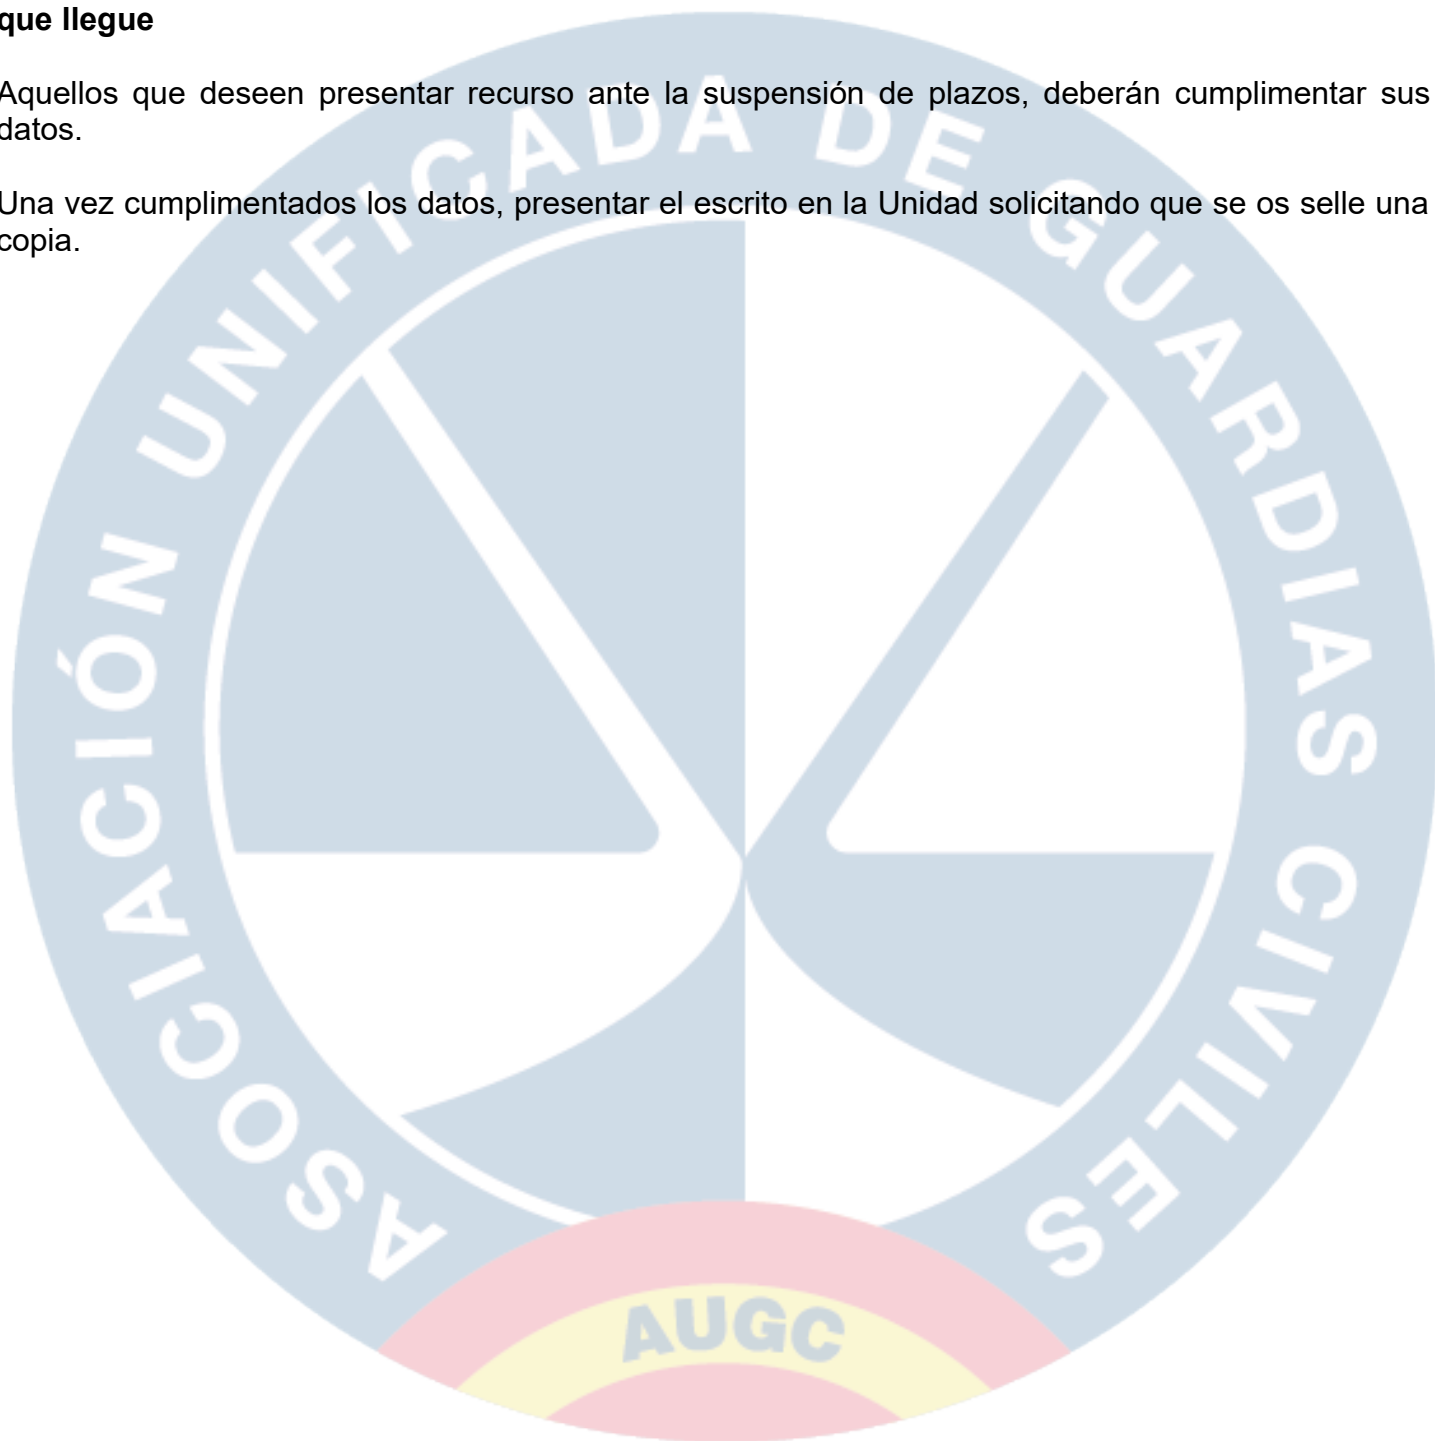 que llegue
Aquellos que deseen presentar recurso ante la suspensión de plazos, deberán cumplimentar sus
datos.
Una vez cumplimentados los datos, presentar el escrito en la Unidad solicitando que se os selle una
copia.
ASOCIACIÓN UNIFICADA DE GUARDIAS CIVILES
AUGC